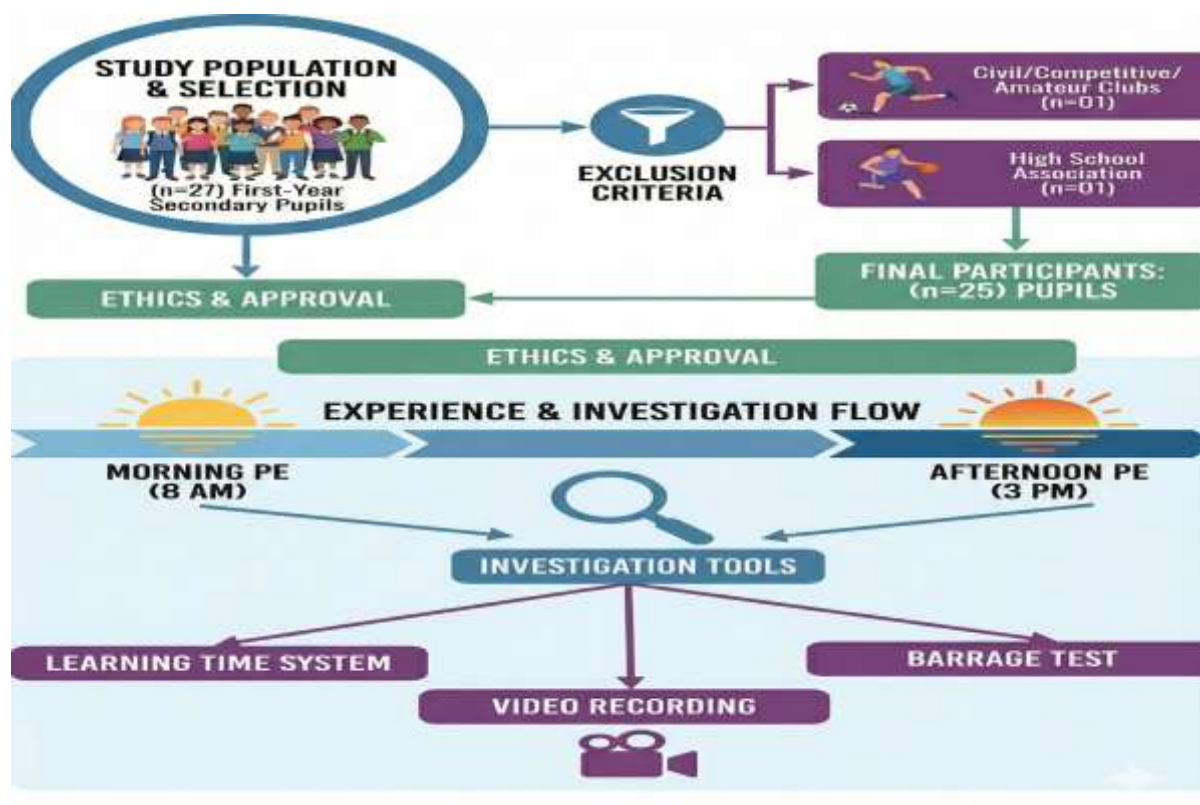 STUDY POPULATION
& SELECTION
(n=27) First-Year
Secondary Pupils
EXCLUSION
CRITERIA
Civil/Competitive/
Amateur Clubs
(n=01)
High School
Association
(n=01)
FINAL PARTICIPANTS:
(n=25) PUPILS
ETHICS & APPROVAL
ETHICS & APPROVAL
EXPERIENCE & INVESTIGATION FLOW
MORNING PE
(8 AM)
AFTERNOON PE
(3 PM)
INVESTIGATION TOOLS
LEARNING TIME SYSTEM
VIDEO RECORDING
BARRAGE TEST